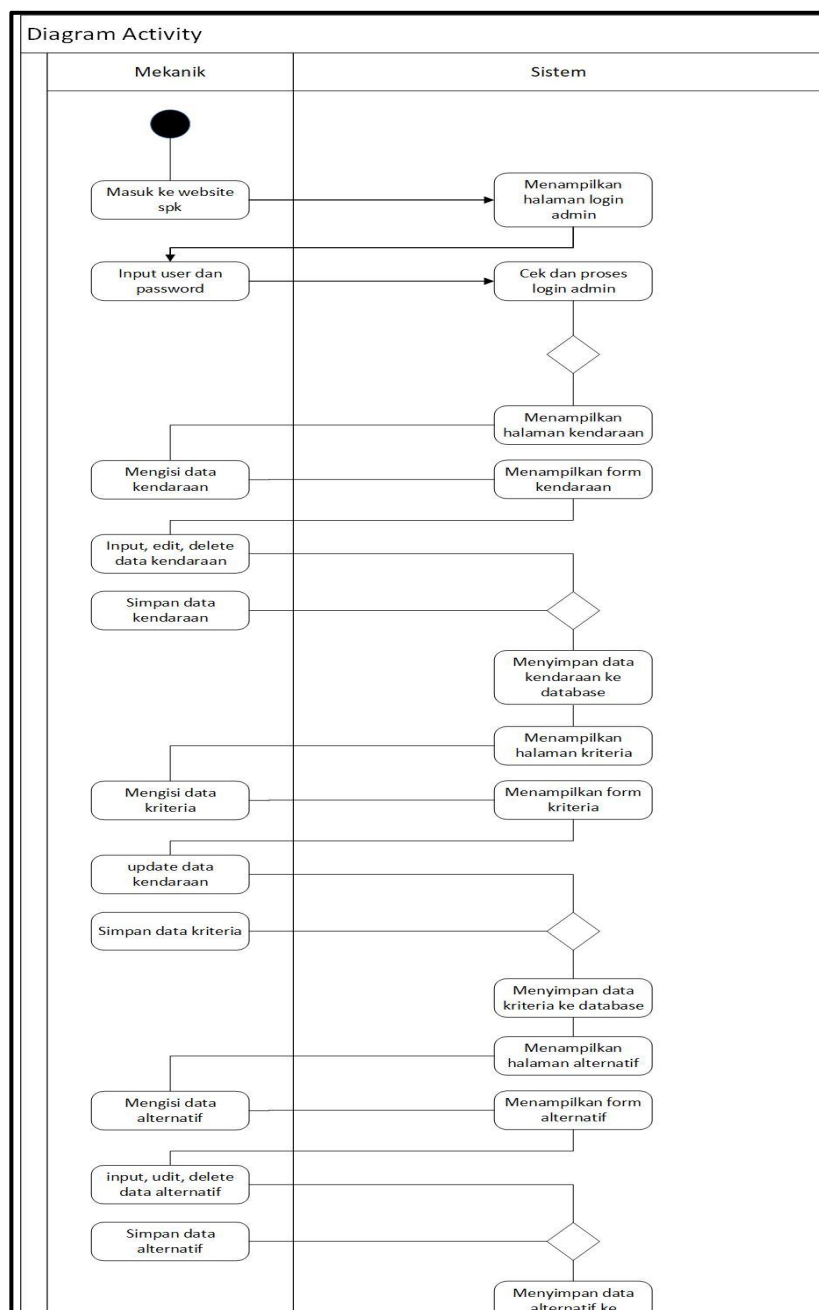 Diagram Activity
Mekanik
Sistem
Masuk ke website
spk
Menampilkan
halaman login
admin
Input user dan
password
Cek dan proses
login admin
Menampilkan
halaman kendaraan
Mengisi data
kendaraan
Menampilkan form
kendaraan
Input, edit, delete
data kendaraan
Simpan data
kendaraan
Menyimpan data
kendaraan ke
database
Menampilkan
halaman kriteria
Mengisi data
kriteria
Menampilkan form
kriteria
update data
kendaraan
Simpan data kriteria
Menyimpan data
kriteria ke database
Menampilkan
halaman alternatif
Mengisi data
alternatif
Menampilkan form
alternatif
input, udit, delete
data alternatif
Simpan data
alternatif
Menyimpan data
alternatif ke